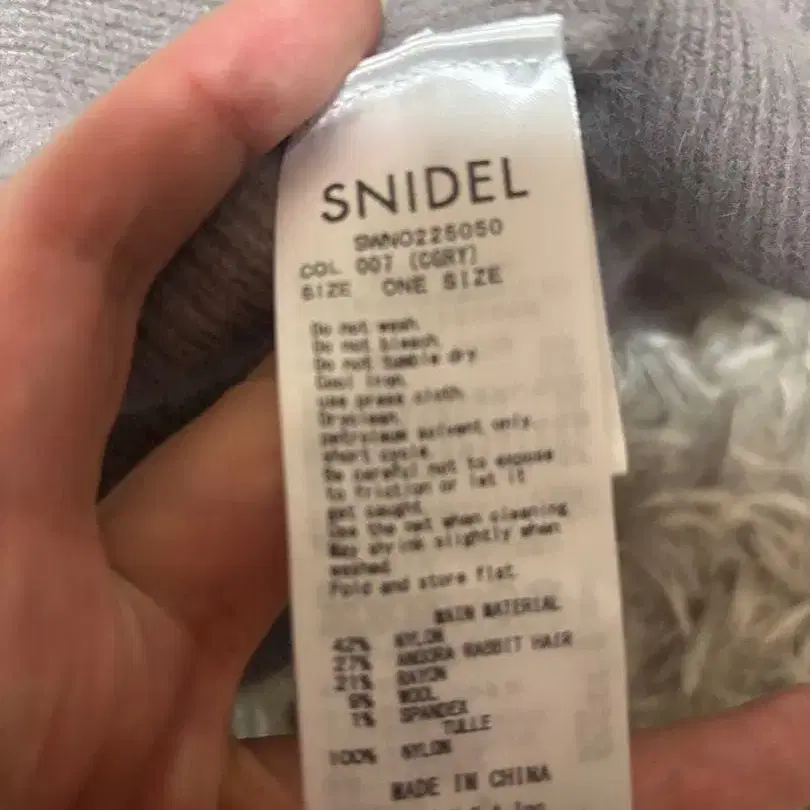 SNIDEL
SWNO225050
COL 007 (CGRY)
SIZE ONE SIZE
Do not wash.
Do not bleach.
Do not tumble dry
Cool iron.
use press cloth.
Dryclean,
petroleum solvent only.
short cycle.
Be careful not to expose
to friction or let it
get caught.
Use the net when cleaning
May shrink slightly when
washed.
Fold and store flat.
MAIN MATERIAL
42% NYLON
27% ANGORA RABBIT HAIR
21% RAYON
9% WOOL
1% SPANDEX
TULLE
100% NYLON
MADE IN CHINA